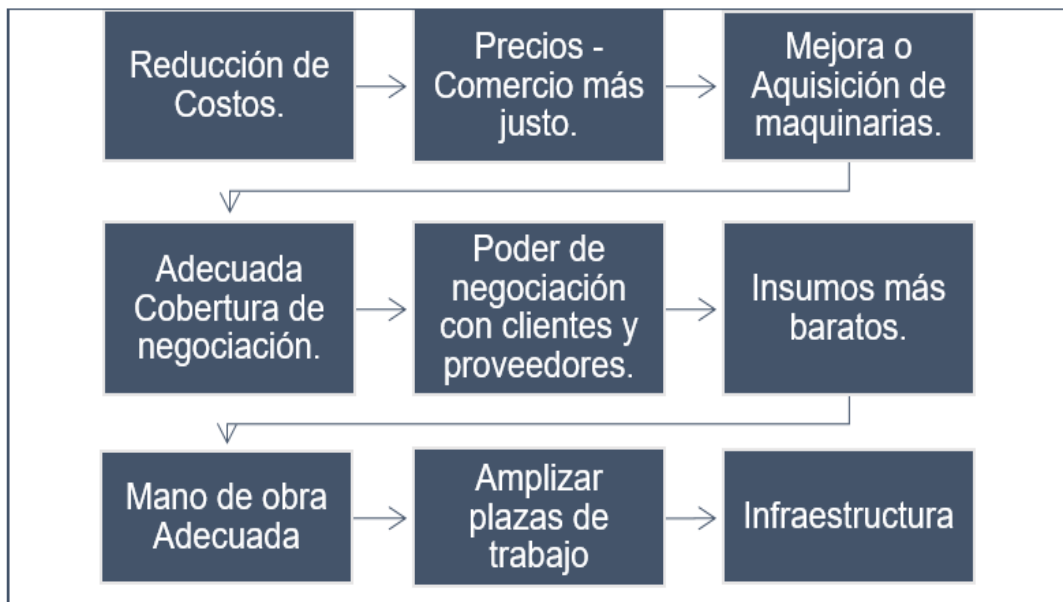 Reducción de
Costos.
Precios -
Comercio más
justo.
Mejora o
Aquisición de
maquinarias.
Adecuada
Cobertura de
negociación.
Poder de
negociación
con clientes y
proveedores.
Insumos más
baratos.
Mano de obra
Adecuada
Amplizar
plazas de
trabajo
Infraestructura